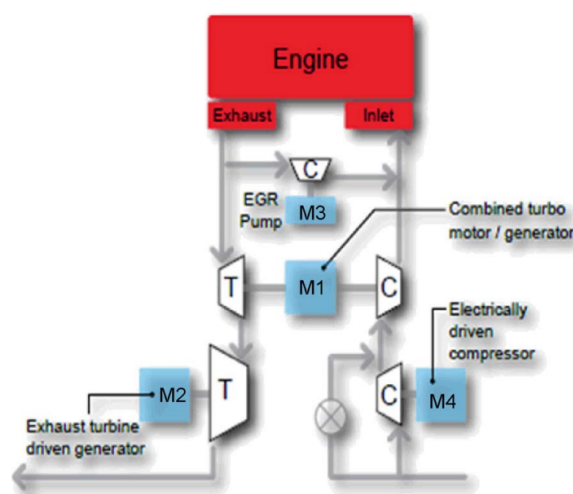 Engine
Exhaust
Inlet
C
EGR
Pump
M3
Combined turbo
motor / generator
T
M1
C
Electrically
driven
compressor
M2
T
C
M4
Exhaust turbine
driven generator